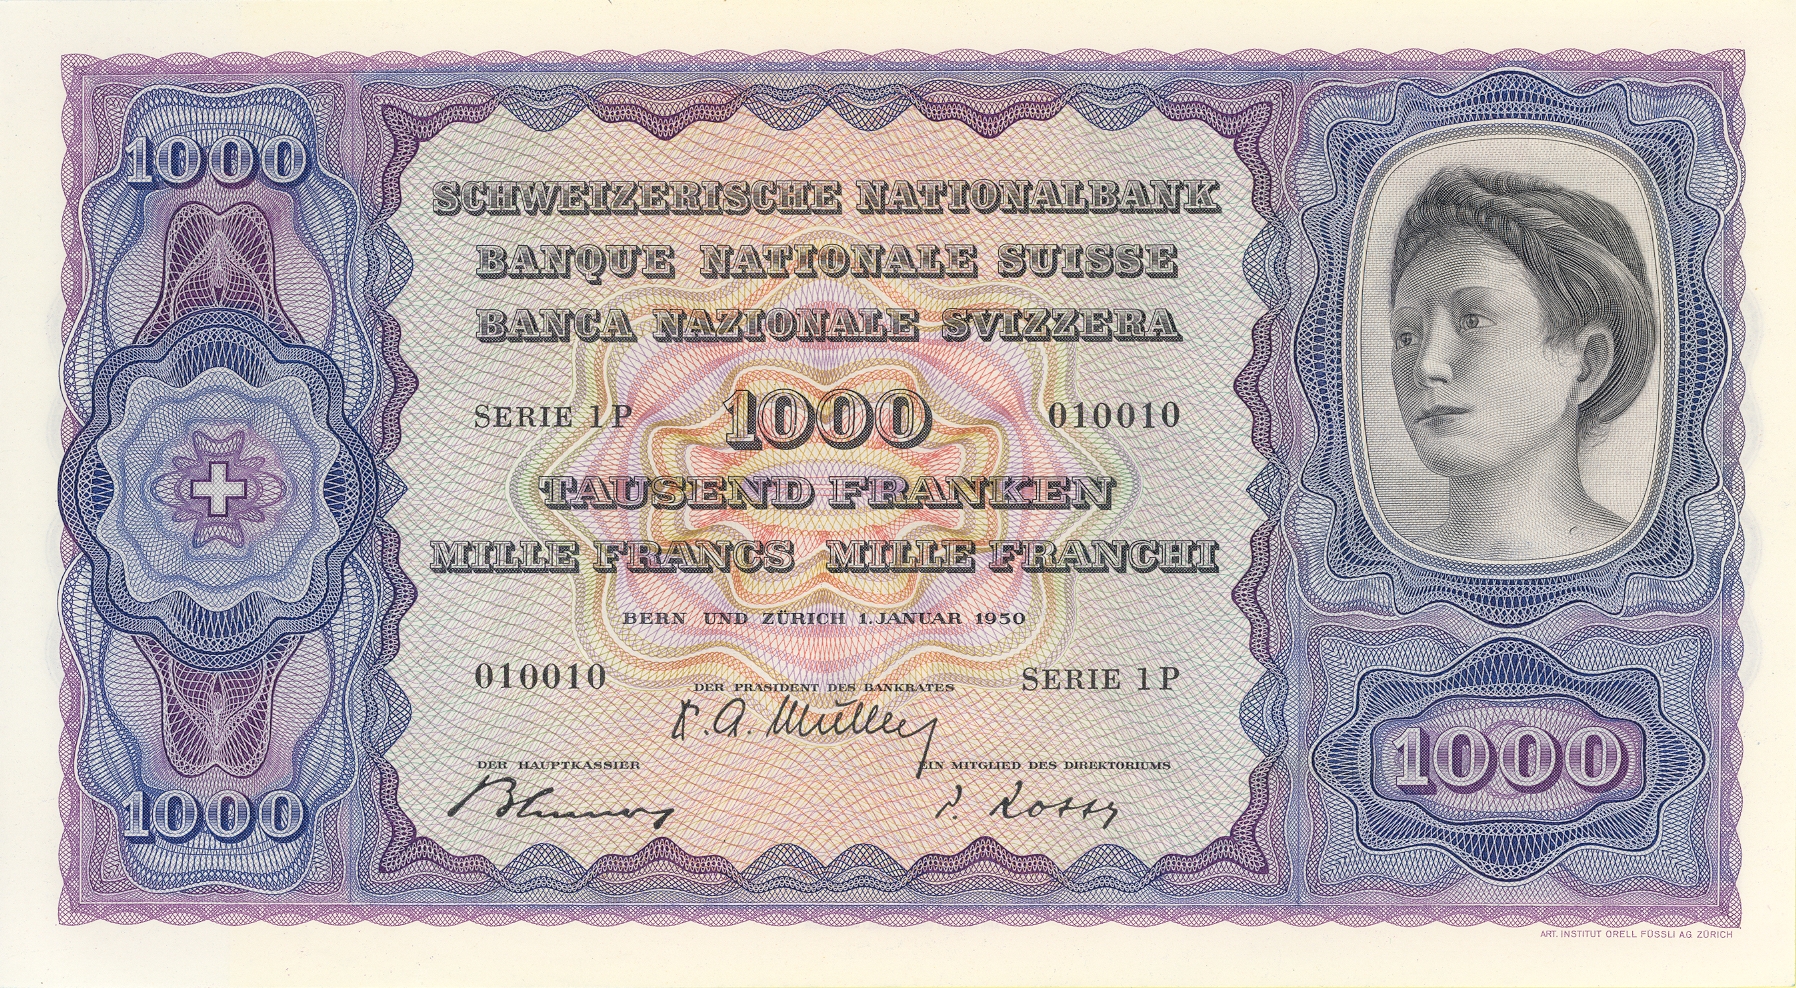 1000
SCHWEIZERISCHE NATIONALBANK
BANQUE NATIONALE SUISSE
BANCA NAZIONALE SVIZZERA
SERIE 1P 1000 010010
TAUSEND FRANKEN
MILLE FRANCS MILLE FRANCHI
BERN UND ZÜRICH 1. JANUAR 1950
010010 SERIE 1P
DER PRÄSIDENT DES BANKRATES
A. Müller
DER HAUPTKASSIER EIN MITGLIED DES DIREKTORIUMS
Rossy
1000
1000
ART. INSTITUT ORELL FÜSSLI AG ZÜRICH